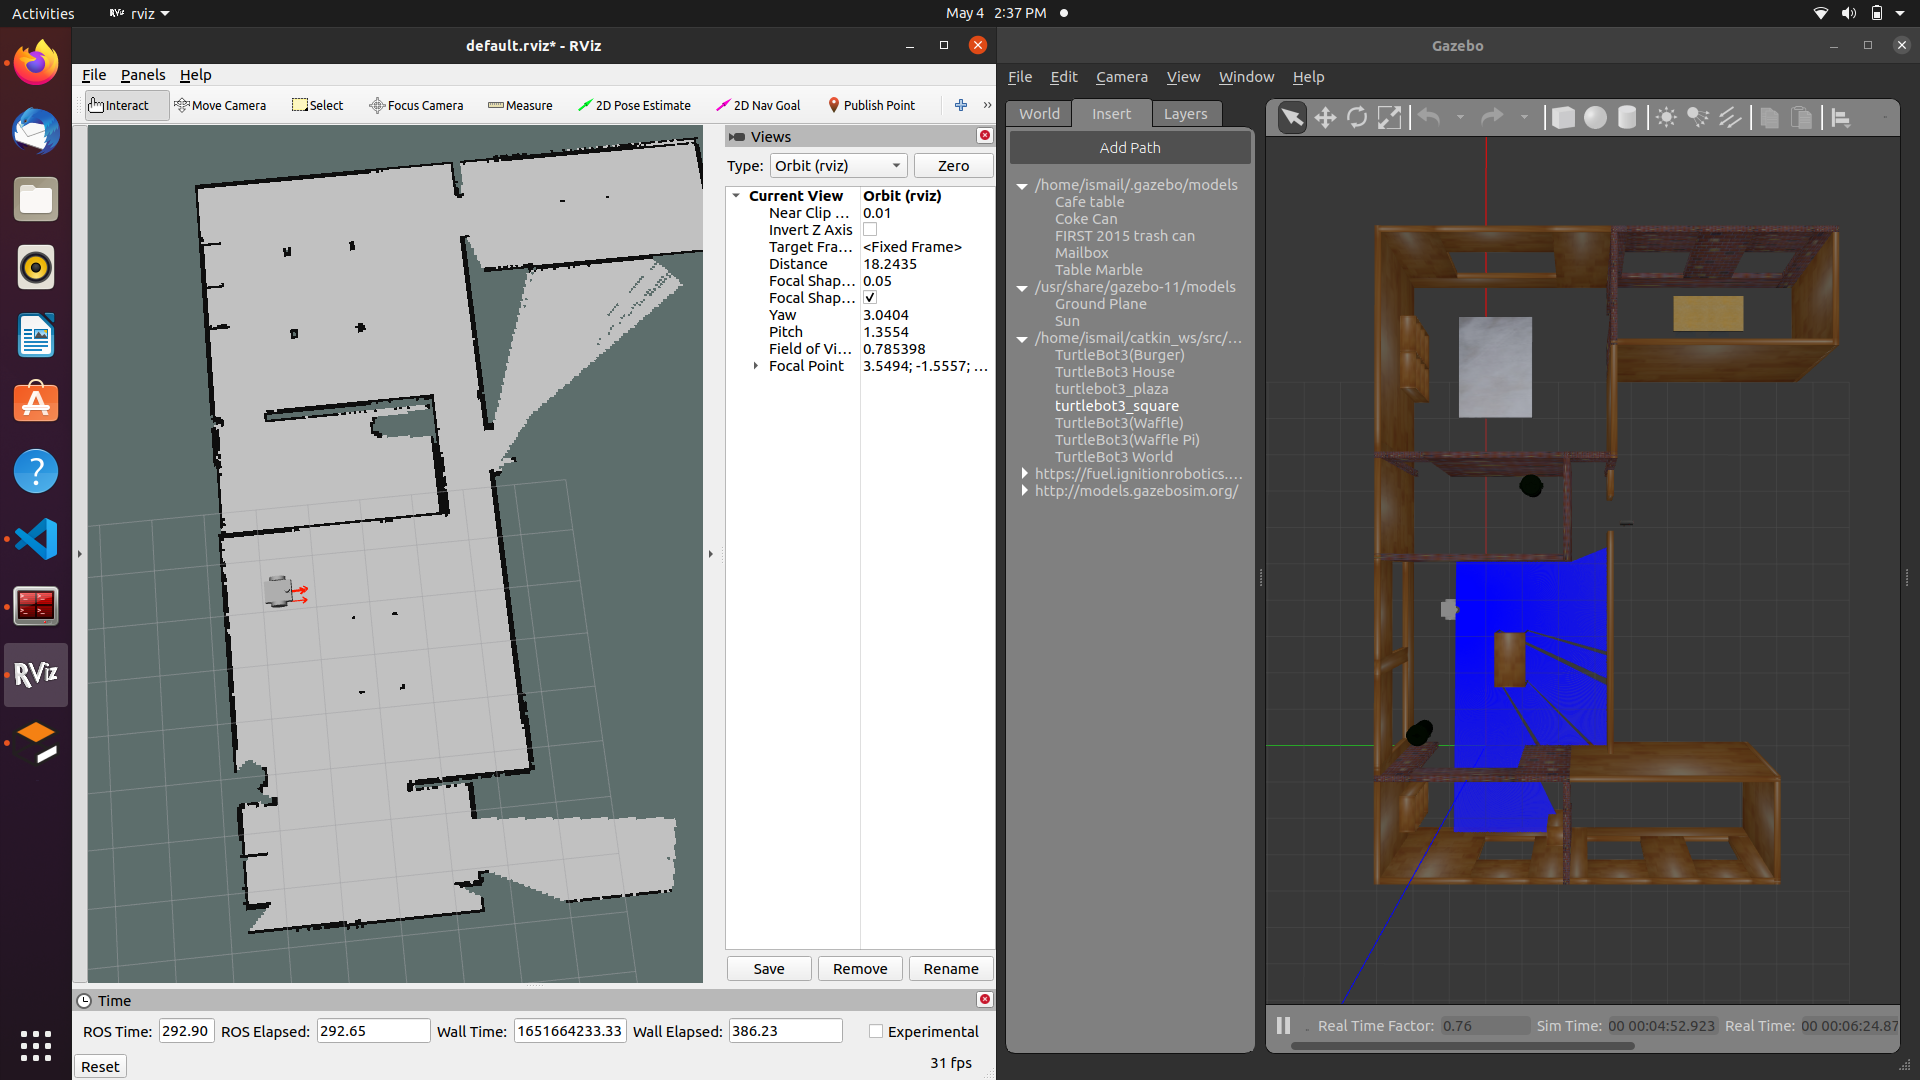 Activities
rviz
May 4 2:37 PM
default.rviz* - RViz
File Panels Help
Interact Move Camera Select Focus Camera Measure 2D Pose Estimate 2D Nav Goal Publish Point »
Views
Type: Orbit (rviz) Zero
Current View Orbit (rviz)
Near Clip ... 0.01
Invert Z Axis
Target Fra... <Fixed Frame>
Distance 18.2435
Focal Shap... 0.05
Focal Shap... ✓
Yaw 3.0404
Pitch 1.3554
Field of Vi... 0.785398
Focal Point 3.5494; -1.5557; ...
Save Remove Rename
Time
ROS Time: 292.90 ROS Elapsed: 292.65 Wall Time: 1651664233.33 Wall Elapsed: 386.23 Experimental
Reset
31 fps
RViz
Gazebo
File Edit Camera View Window Help
World Insert Layers
Add Path
/home/ismail/.gazebo/models
Cafe table
Coke Can
FIRST 2015 trash can
Mailbox
Table Marble
/usr/share/gazebo-11/models
Ground Plane
Sun
/home/ismail/catkin_ws/src/...
TurtleBot3(Burger)
TurtleBot3 House
turtlebot3_plaza
turtlebot3_square
TurtleBot3(Waffle)
TurtleBot3(Waffle Pi)
TurtleBot3 World
https://fuel.ignitionrobotics....
http://models.gazebosim.org/
Real Time Factor: 0.76 Sim Time: 00 00:04:52.923 Real Time: 00 00:06:24.87